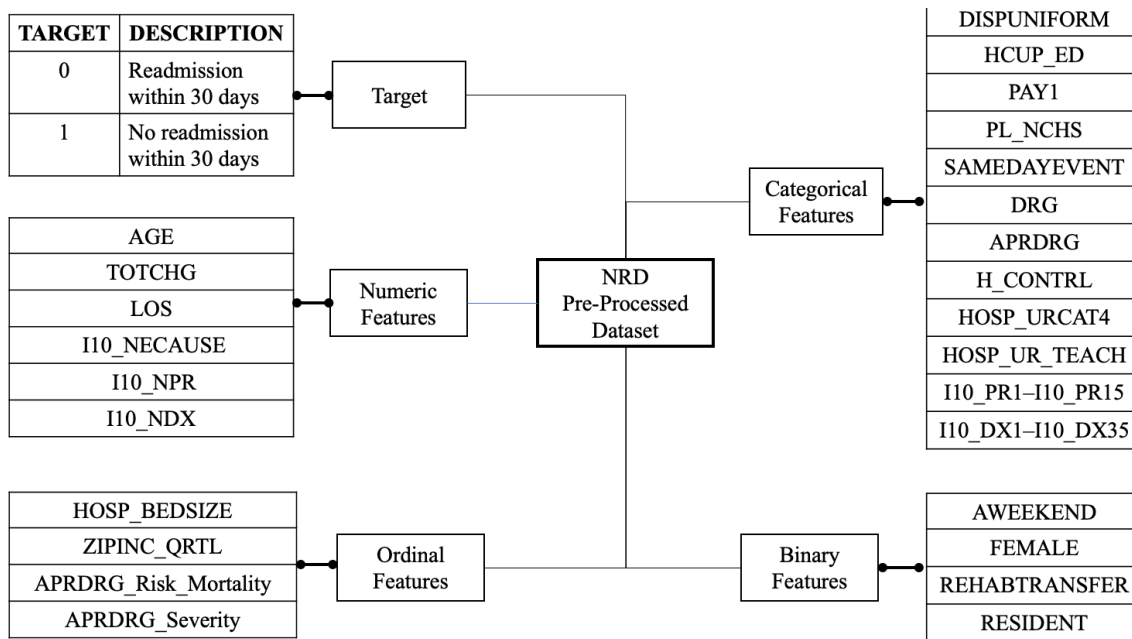 TARGET DESCRIPTION
0 Readmission
within 30 days
1 No readmission
within 30 days
Target
AGE
TOTCHG
LOS
I10_NECAUSE
I10_NPR
I10_NDX
Numeric
Features
HOSP_BEDSIZE
ZIPINC_QRTL
APRDRG_Risk_Mortality
APRDRG_Severity
Ordinal
Features
NRD
Pre-Processed
Dataset
Categorical
Features
DISPUNIFORM
HCUP_ED
PAY1
PL_NCHS
SAMEDAYEVENT
DRG
APRDRG
H_CONTRL
HOSP_URCAT4
HOSP_UR_TEACH
I10_PR1–I10_PR15
I10_DX1–I10_DX35
Binary
Features
AWEEKEND
FEMALE
REHABTRANSFER
RESIDENT